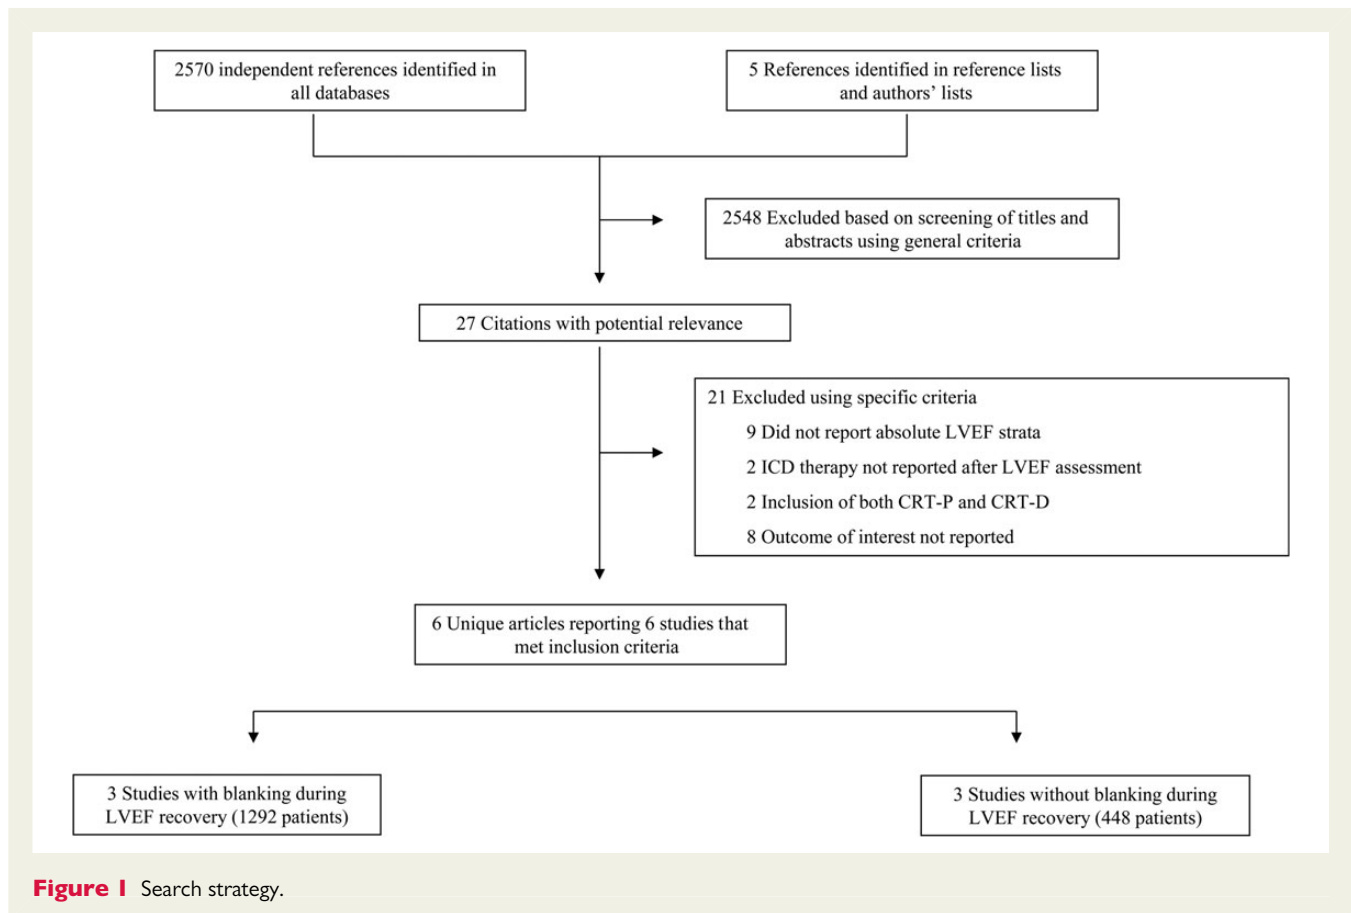 2570 independent references identified in
all databases
5 References identified in reference lists
and authors’ lists
2548 Excluded based on screening of titles and
abstracts using general criteria
27 Citations with potential relevance
21 Excluded using specific criteria
9 Did not report absolute LVEF strata
2 ICD therapy not reported after LVEF assessment
2 Inclusion of both CRT-P and CRT-D
8 Outcome of interest not reported
6 Unique articles reporting 6 studies that
met inclusion criteria
3 Studies with blanking during
LVEF recovery (1292 patients)
3 Studies without blanking during
LVEF recovery (448 patients)
Figure 1 Search strategy.